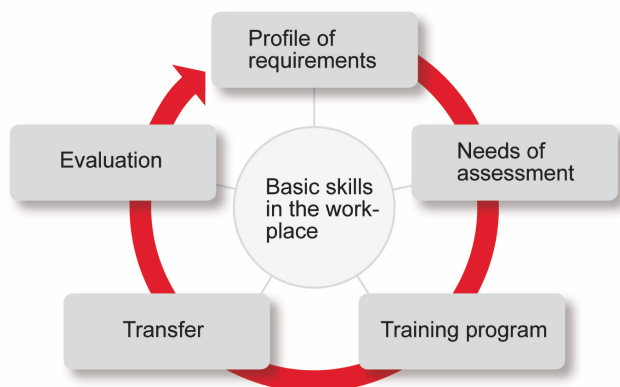 Profile of
requirements
Needs of
assessment
Training program
Transfer
Evaluation
Basic skills
in the work-
place